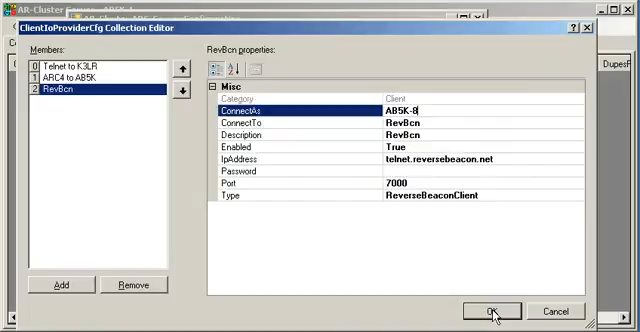 ClientIoProviderCfg Collection Editor
Members:
0 Telnet to K3LR
1 ARC4 to AB5K
2 RevBcn
Add
Remove
RevBcn properties:
Misc
Category Client
ConnectAs AB5K-8
ConnectTo RevBcn
Description RevBcn
Enabled True
IpAddress telnet.reversebeacon.net
Password
Port 7000
Type ReverseBeaconClient
OK
Cancel